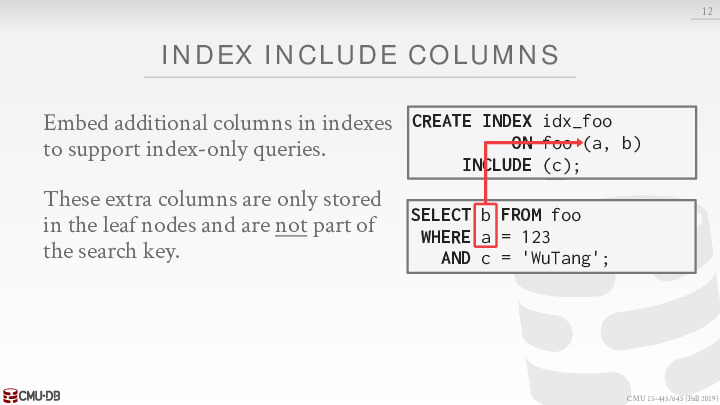 12
INDEX INCLUDE COLUMNS
Embed additional columns in indexes
to support index-only queries.
These extra columns are only stored
in the leaf nodes and are not part of
the search key.
CREATE INDEX idx_foo
ON foo (a, b)
INCLUDE (c);
SELECT b FROM foo
WHERE a = 123
AND c = 'WuTang';
CMU·DB
CMU 15-445/645 (Fall 2019)